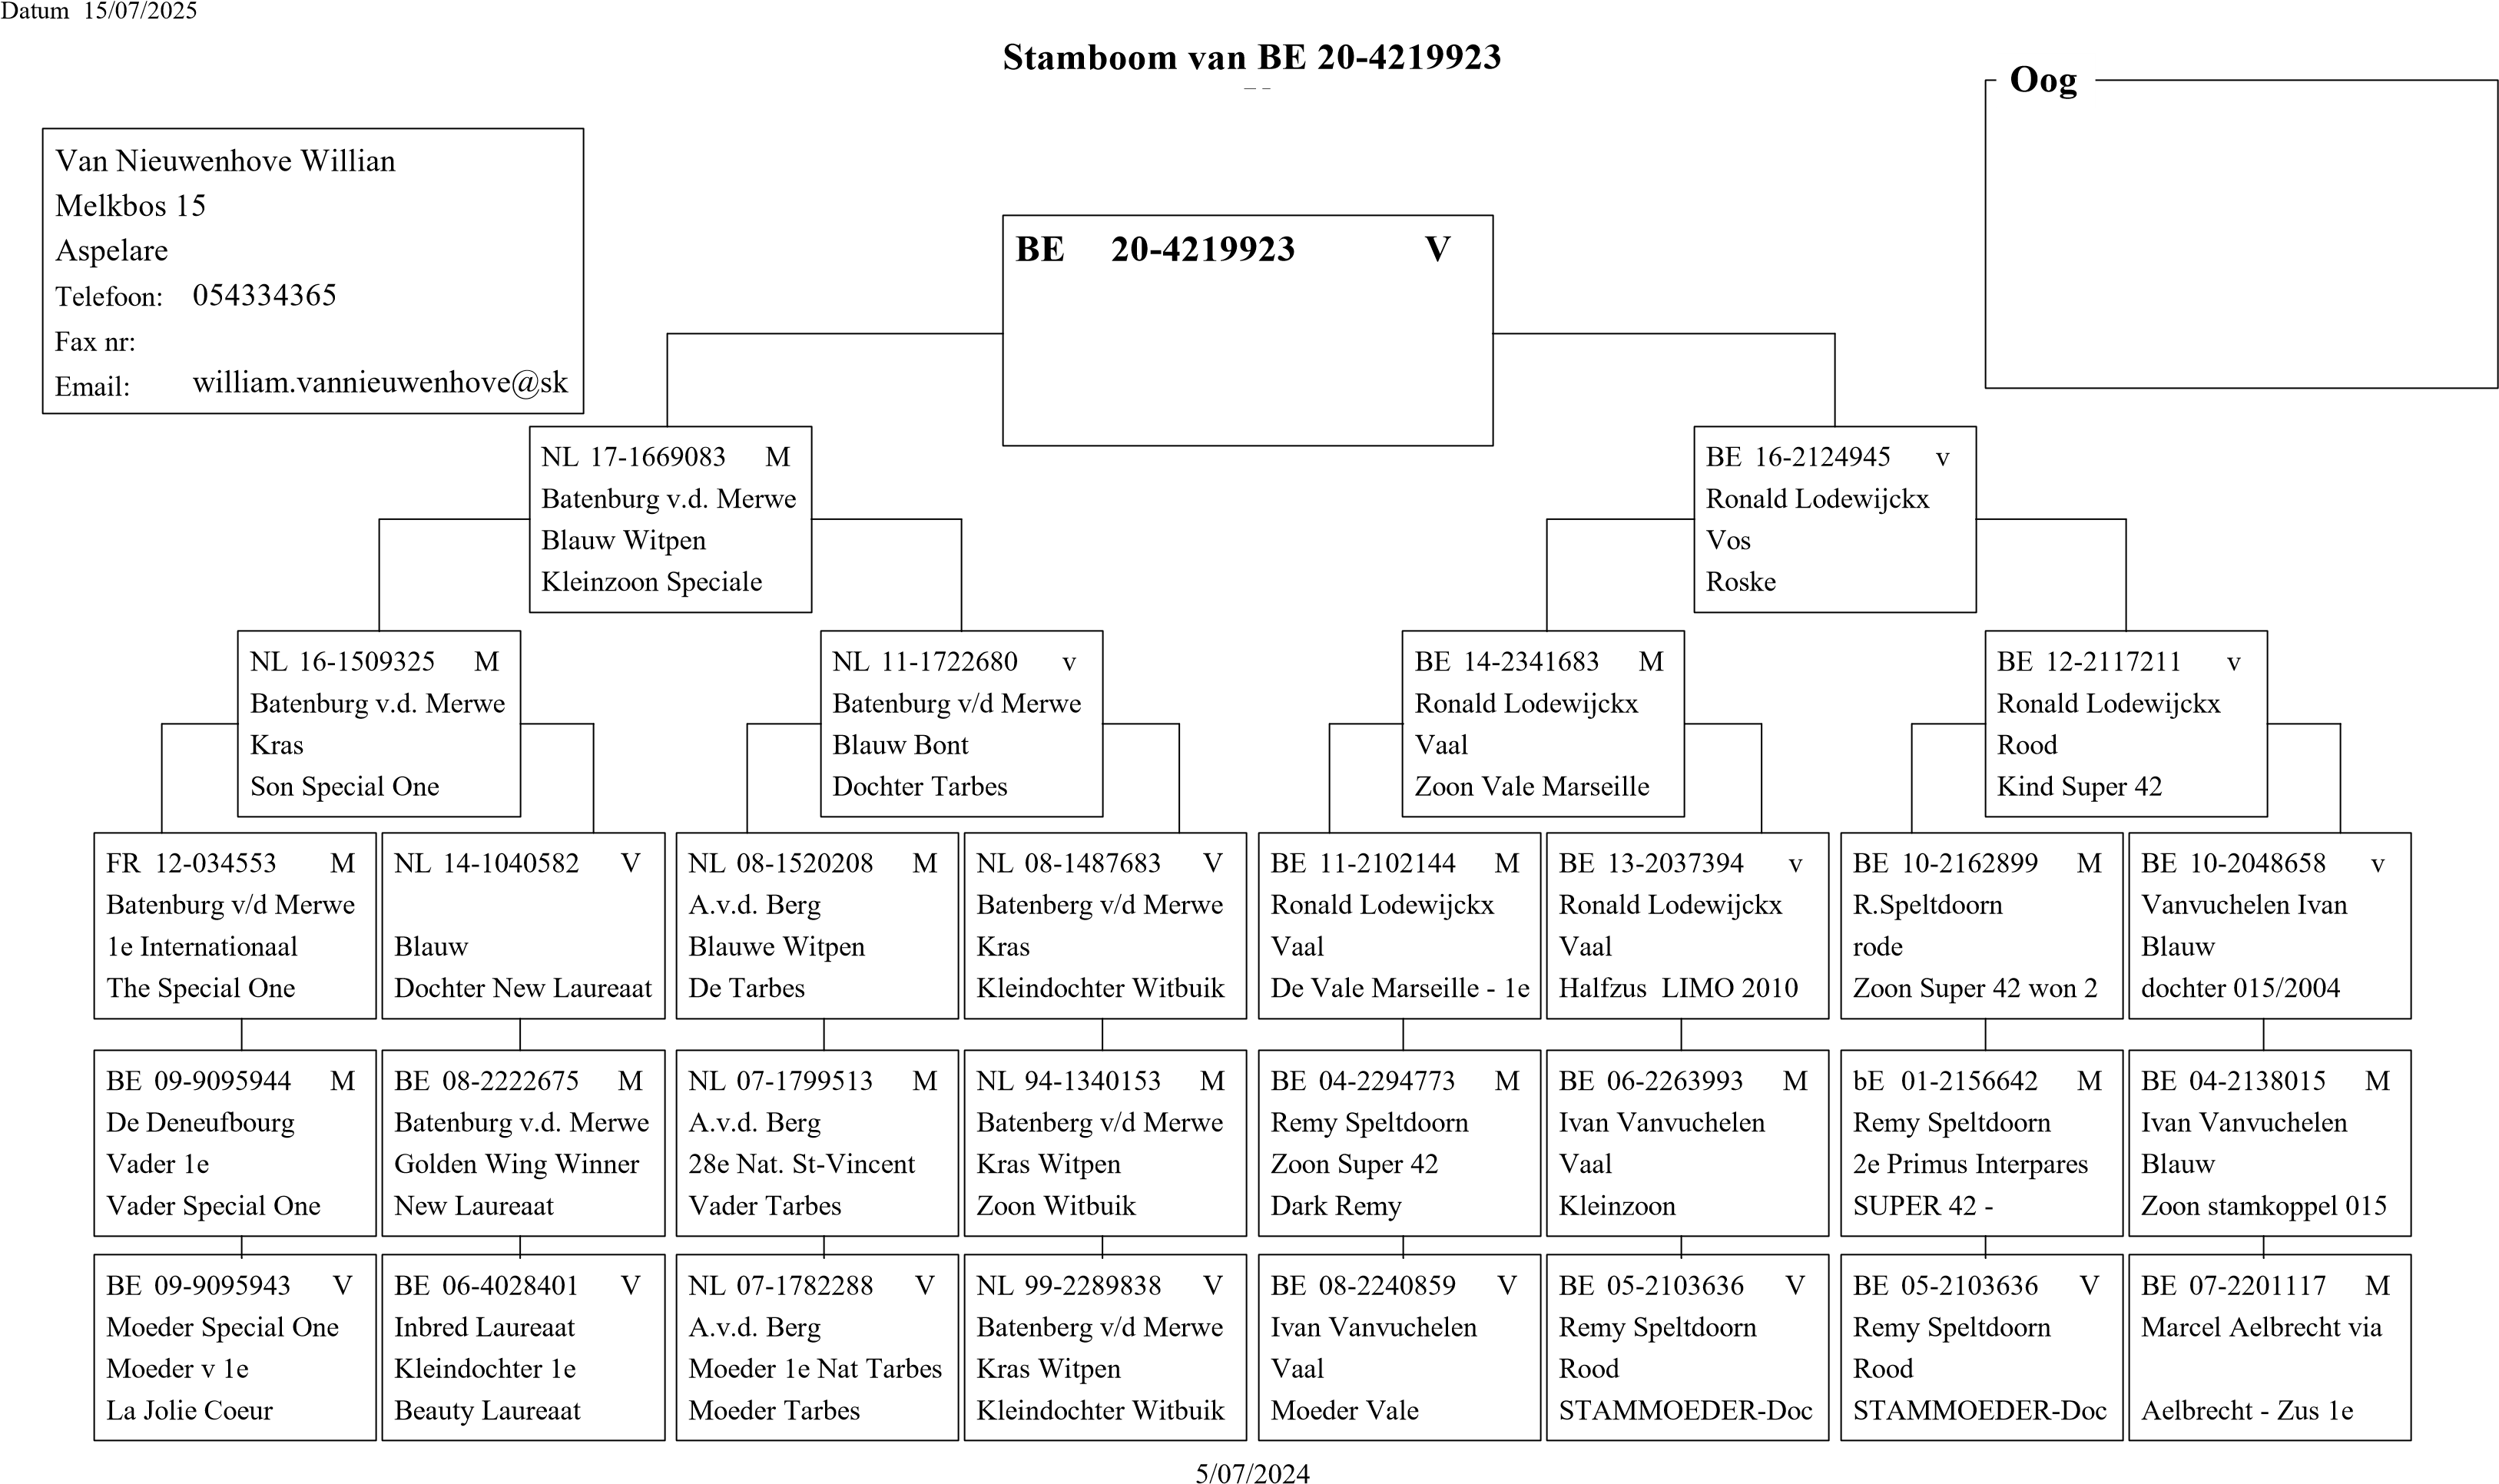 Datum 15/07/2025
Stamboom van BE 20-4219923
Oog
Van Nieuwenhove Willian
Melkbos 15
Aspelare
Telefoon: 054334365
Fax nr:
Email: william.vannieuwenhove@sk
BE 20-4219923 V
NL 17-1669083 M
Batenburg v.d. Merwe
Blauw Witpen
Kleinzoon Speciale
BE 16-2124945 v
Ronald Lodewijckx
Vos
Roske
NL 16-1509325 M
Batenburg v.d. Merwe
Kras
Son Special One
NL 11-1722680 v
Batenburg v/d Merwe
Blauw Bont
Dochter Tarbes
BE 14-2341683 M
Ronald Lodewijckx
Vaal
Zoon Vale Marseille
BE 12-2117211 v
Ronald Lodewijckx
Rood
Kind Super 42
FR 12-034553 M
Batenburg v/d Merwe
1e Internationaal
The Special One
NL 14-1040582 V
Blauw
Dochter New Laureaat
NL 08-1520208 M
A.v.d. Berg
Blauwe Witpen
De Tarbes
NL 08-1487683 V
Batenberg v/d Merwe
Kras
Kleindochter Witbuik
BE 11-2102144 M
Ronald Lodewijckx
Vaal
De Vale Marseille - 1e
BE 13-2037394 v
Ronald Lodewijckx
Vaal
Halfzus LIMO 2010
BE 10-2162899 M
R.Speltdoorn
rode
Zoon Super 42 won 2
BE 10-2048658 v
Vanvuchelen Ivan
Blauw
dochter 015/2004
BE 09-9095944 M
De Deneufbourg
Vader 1e
Vader Special One
BE 08-2222675 M
Batenburg v.d. Merwe
Golden Wing Winner
New Laureaat
NL 07-1799513 M
A.v.d. Berg
28e Nat. St-Vincent
Vader Tarbes
NL 94-1340153 M
Batenberg v/d Merwe
Kras Witpen
Zoon Witbuik
BE 04-2294773 M
Remy Speltdoorn
Zoon Super 42
Dark Remy
BE 06-2263993 M
Ivan Vanvuchelen
Vaal
Kleinzoon
bE 01-2156642 M
Remy Speltdoorn
2e Primus Interpares
SUPER 42 -
BE 04-2138015 M
Ivan Vanvuchelen
Blauw
Zoon stamkoppel 015
BE 09-9095943 V
Moeder Special One
Moeder v 1e
La Jolie Coeur
BE 06-4028401 V
Inbred Laureaat
Kleindochter 1e
Beauty Laureaat
NL 07-1782288 V
A.v.d. Berg
Moeder 1e Nat Tarbes
Moeder Tarbes
NL 99-2289838 V
Batenberg v/d Merwe
Kras Witpen
Kleindochter Witbuik
BE 08-2240859 V
Ivan Vanvuchelen
Vaal
Moeder Vale
BE 05-2103636 V
Remy Speltdoorn
Rood
STAMMOEDER-Doc
BE 05-2103636 V
Remy Speltdoorn
Rood
STAMMOEDER-Doc
BE 07-2201117 M
Marcel Aelbrecht via
Aelbrecht - Zus 1e
5/07/2024